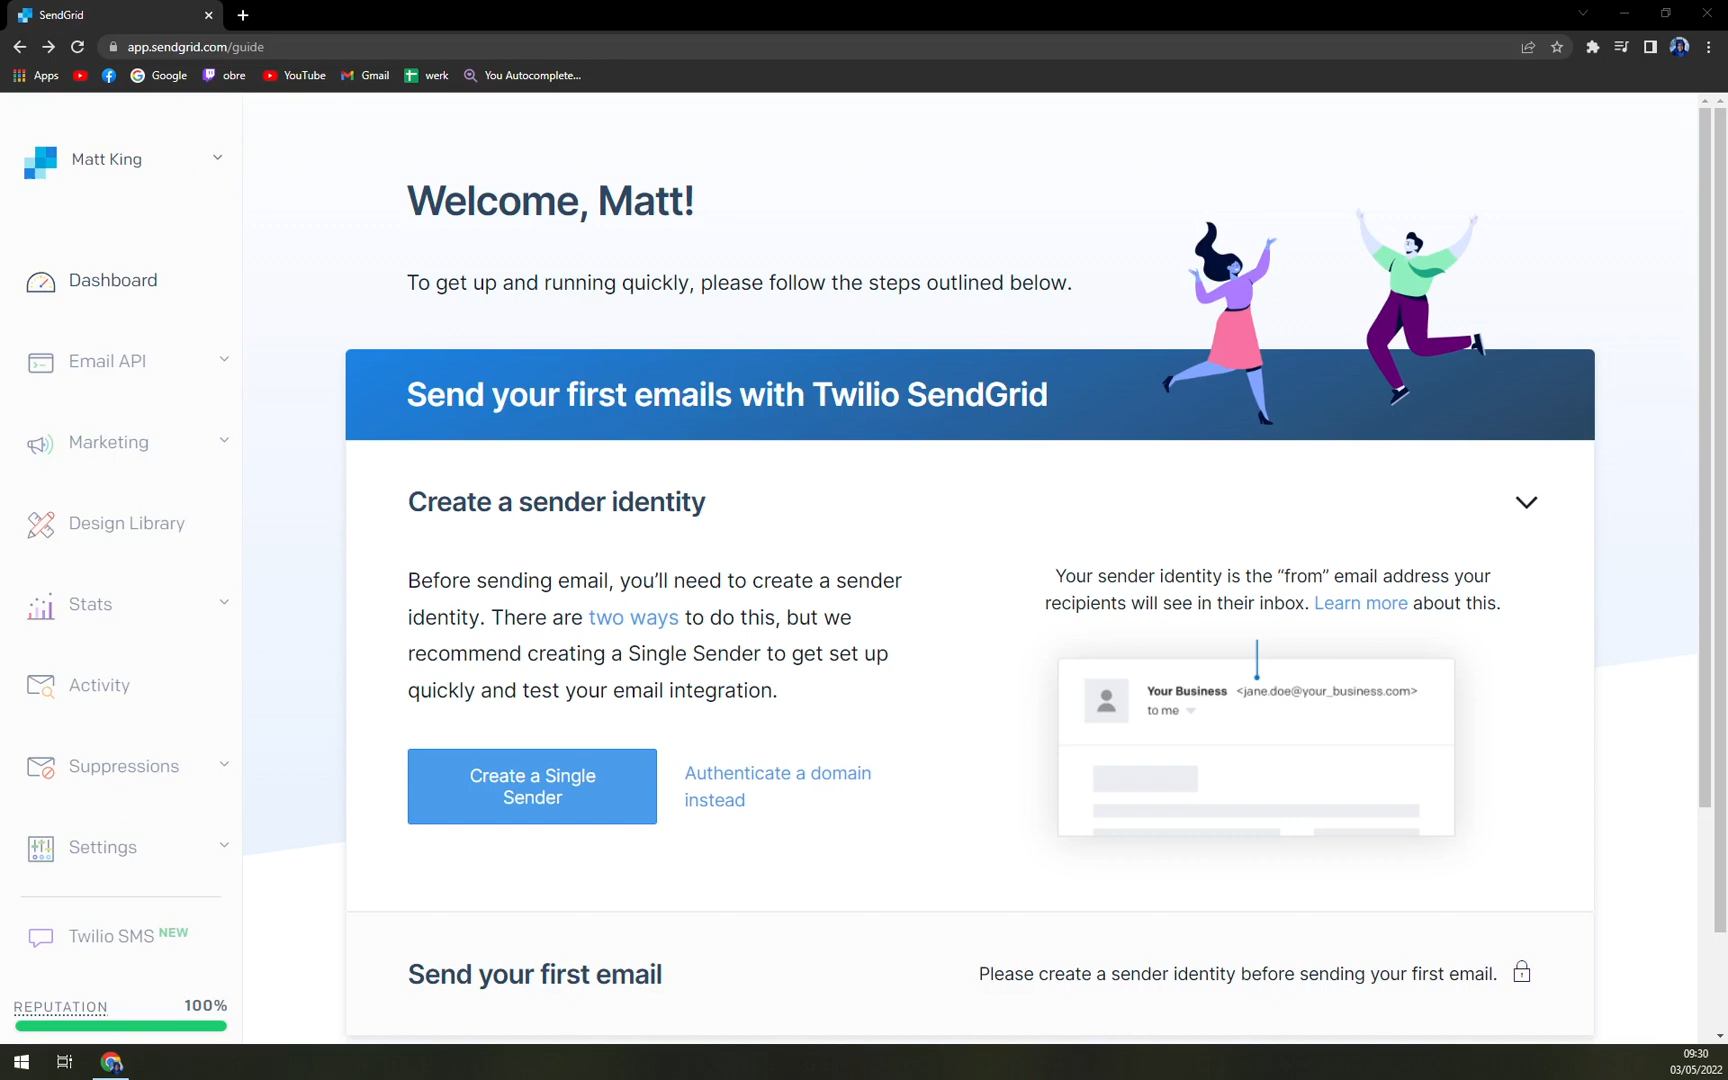 SendGrid
app.sendgrid.com/guide
Apps
Google
obre
YouTube
Gmail
werk
You Autocomplete...
Matt King
Dashboard
Email API
Marketing
Design Library
Stats
Activity
Suppressions
Settings
Twilio SMS NEW
REPUTATION 100%
Welcome, Matt!
To get up and running quickly, please follow the steps outlined below.
Send your first emails with Twilio SendGrid
Create a sender identity
Before sending email, you'll need to create a sender
identity. There are two ways to do this, but we
recommend creating a Single Sender to get set up
quickly and test your email integration.
Create a Single
Sender
Authenticate a domain
instead
Your sender identity is the “from” email address your
recipients will see in their inbox. Learn more about this.
Your Business <jane.doe@your_business.com>
to me
Send your first email
Please create a sender identity before sending your first email.
09:30
03/05/2022